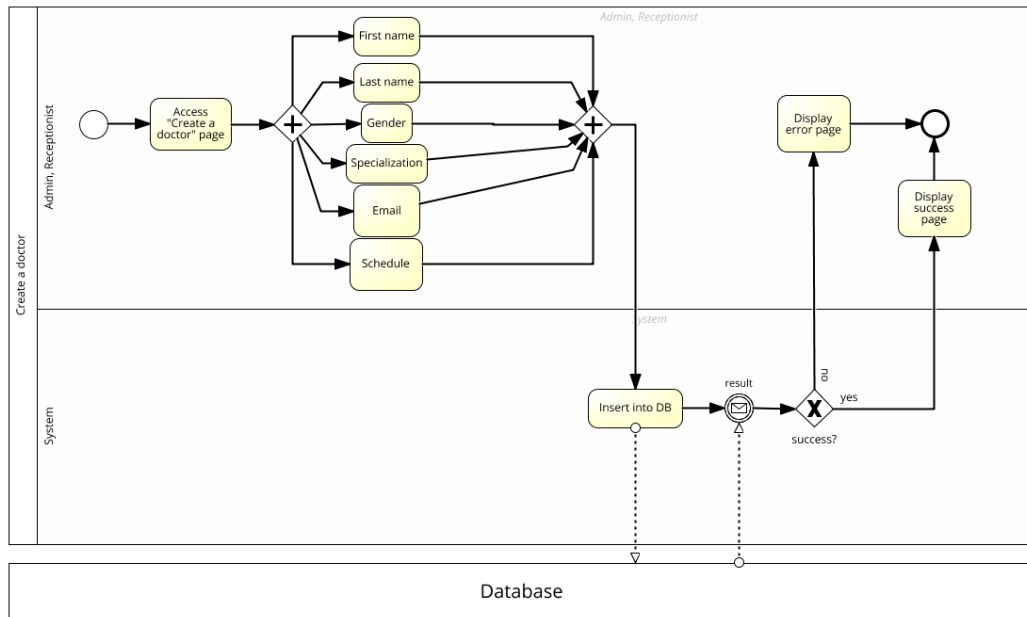 Admin, Receptionist
Create a doctor
Admin, Receptionist
System
Access
"Create a
doctor" page
First name
Last name
Gender
Specialization
Email
Schedule
Display
error page
Display
success
page
System
Insert into DB
result
no
yes
success?
Database